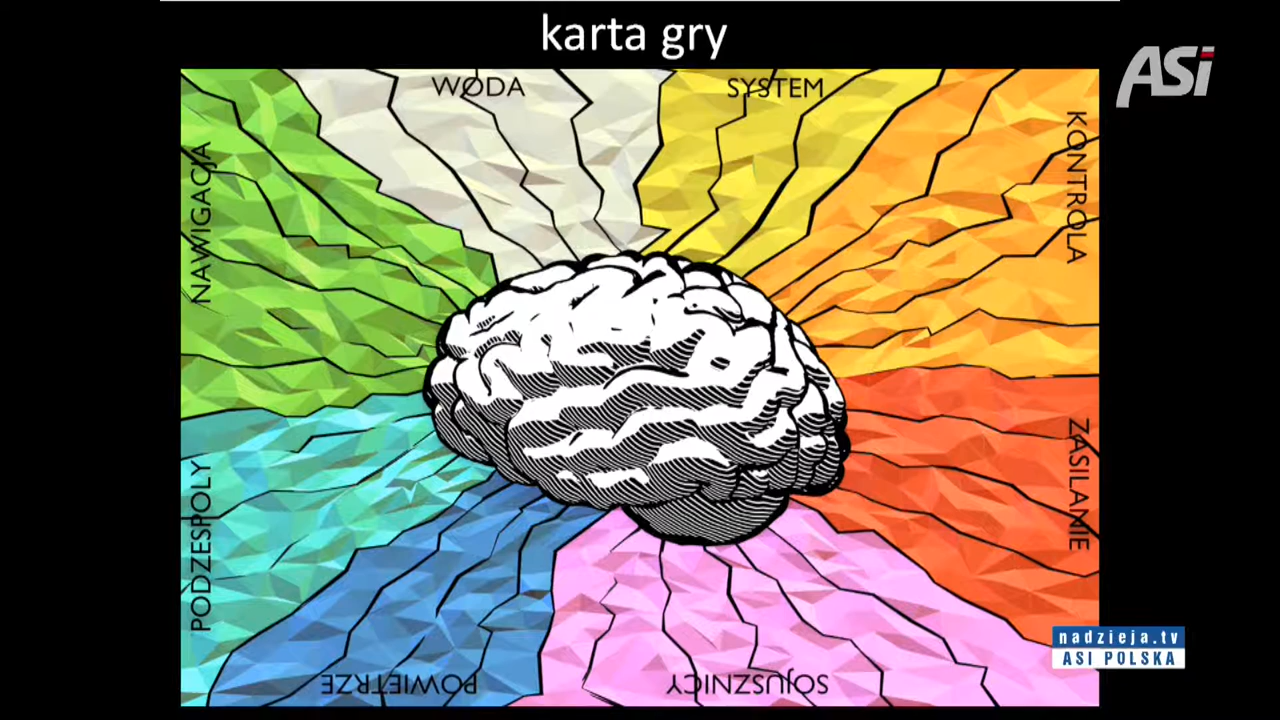 karta gry
ASi
WODA
SYSTEM
KONTROLA
NAWIGACJA
ZASILANIE
PODZESPOŁY
POWIETRZE
SOJUSZNICY
nadzieja.tv
ASI POLSKA